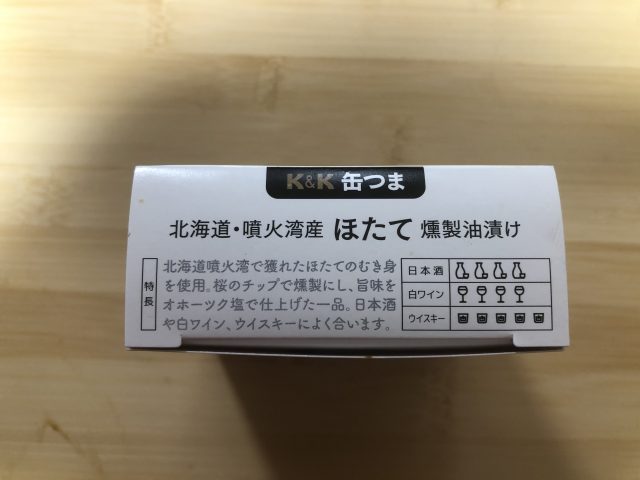 K&K 缶つま
北海道・噴火湾産 ほたて 燻製油漬け
特長
北海道噴火湾で獲れたほたてのむき身
を使用。桜のチップで燻製にし、旨味を
オホーツク塩で仕上げた一品。日本酒
や白ワイン、ウイスキーによく合います。
日本酒
白ワイン
ウイスキー